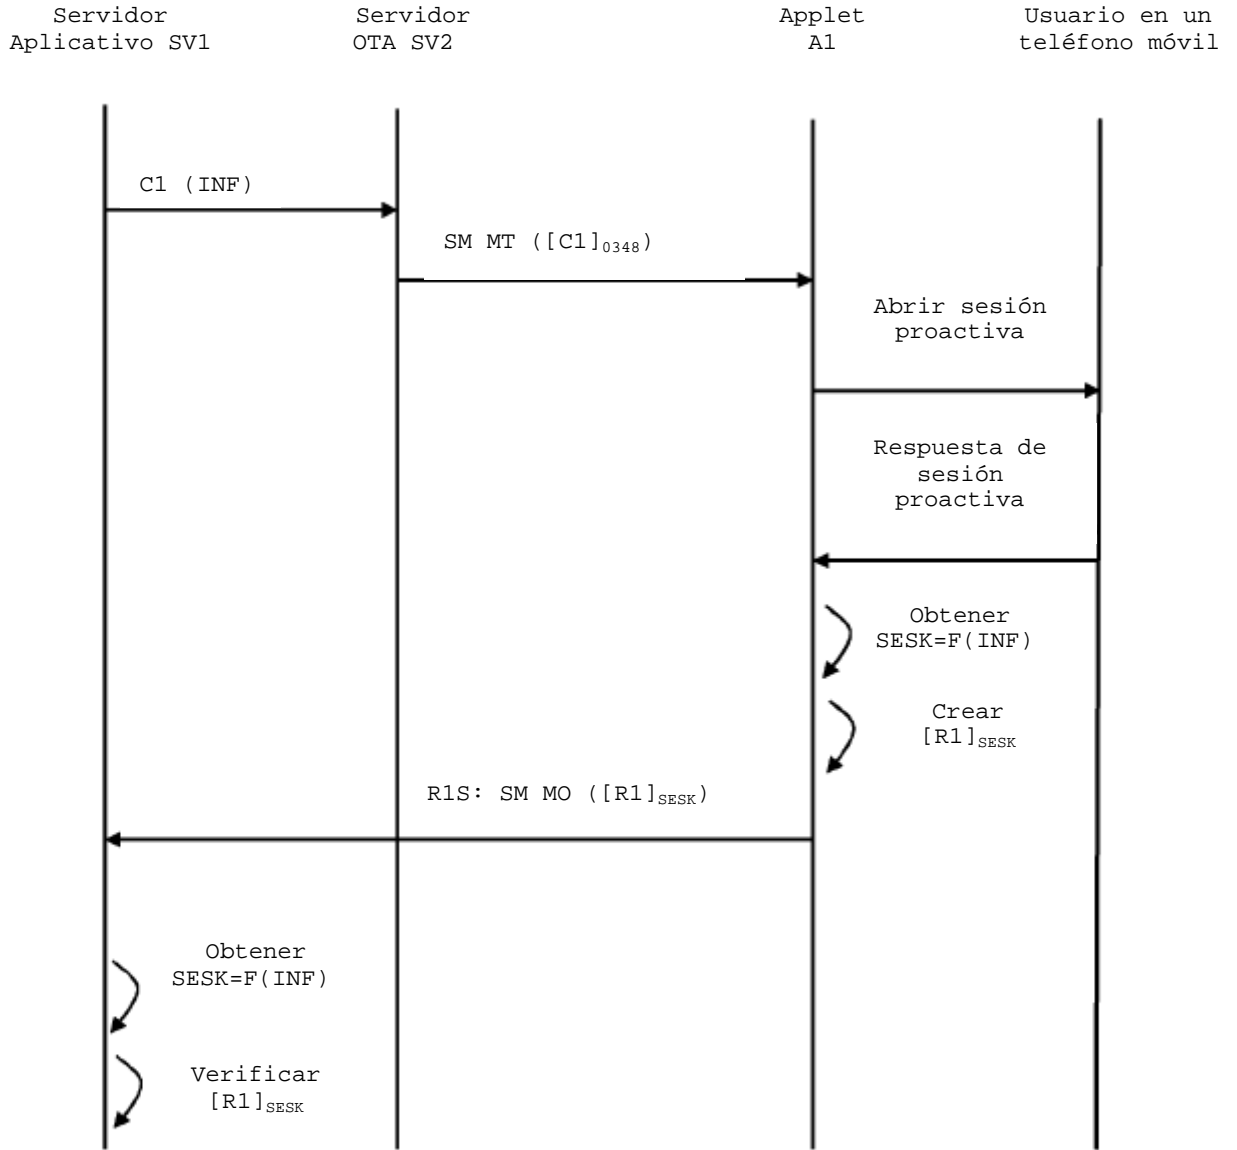 Servidor
Aplicativo SV1
Servidor
OTA SV2
Applet
A1
Usuario en un
teléfono móvil
C1 (INF)
SM MT ([C1]0348)
Abrir sesión
proactiva
Respuesta de
sesión
proactiva
Obtener
SESK=F(INF)
Crear
[R1]SESK
R1S: SM MO ([R1]SESK)
Obtener
SESK=F(INF)
Verificar
[R1]SESK